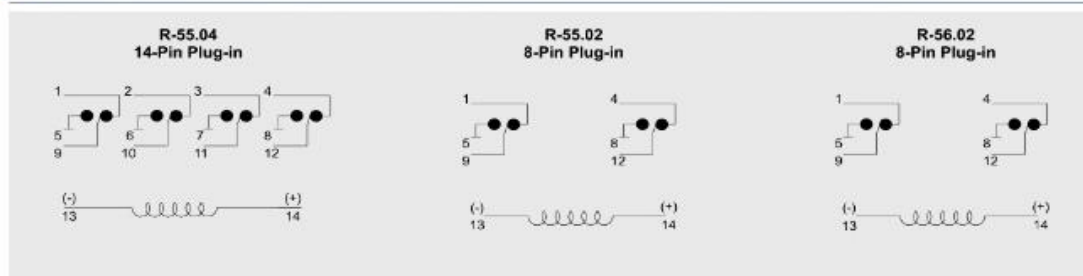 R-55.04
14-Pin Plug-in
1 2 3 4
5 6 7 8
9 10 11 12
(-) (+)
13 14
R-55.02
8-Pin Plug-in
1 4
5 8
9 12
(-) (+)
13 14
R-56.02
8-Pin Plug-in
1 4
5 8
9 12
(-) (+)
13 14